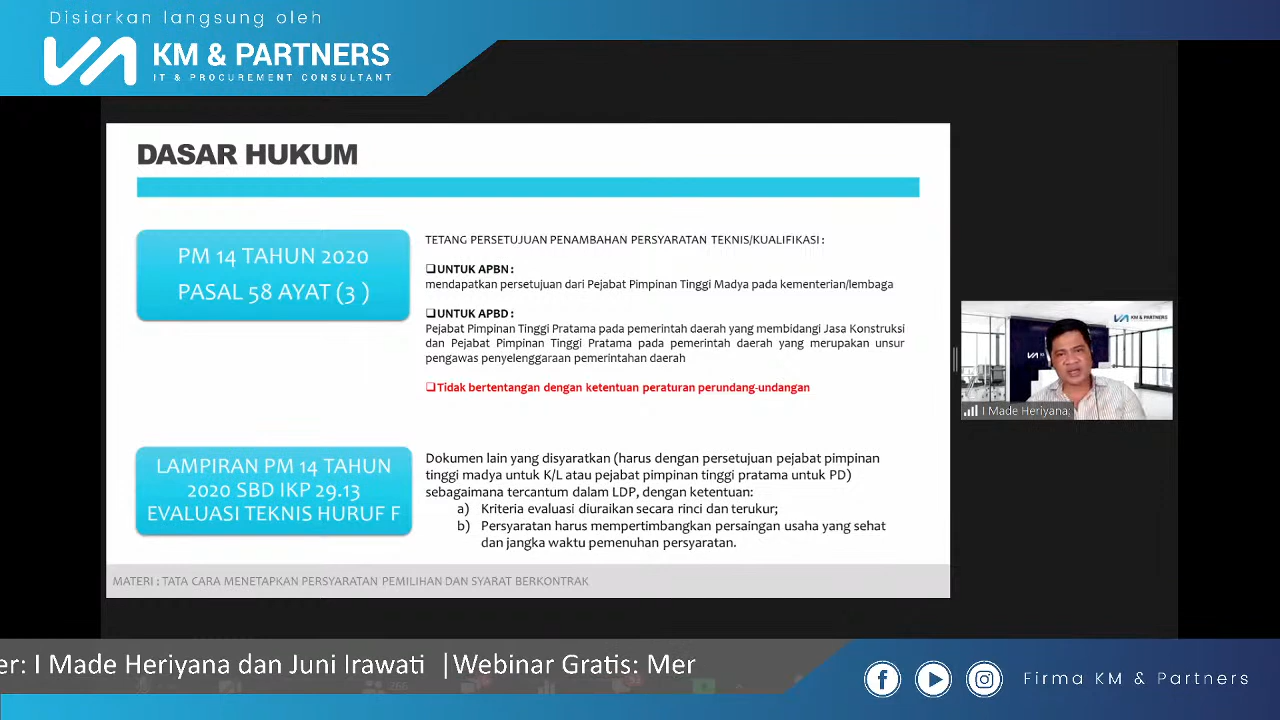 Disiarkan langsung oleh
KM & PARTNERS
IT & PROCUREMENT CONSULTANT
DASAR HUKUM
PM 14 TAHUN 2020
PASAL 58 AYAT (3 )
TETANG PERSETUJUAN PENAMBAHAN PERSYARATAN TEKNIS/KUALIFIKASI :
❑UNTUK APBN :
mendapatkan persetujuan dari Pejabat Pimpinan Tinggi Madya pada kementerian/lembaga
❑UNTUK APBD :
Pejabat Pimpinan Tinggi Pratama pada pemerintah daerah yang membidangi Jasa Konstruksi
dan Pejabat Pimpinan Tinggi Pratama pada pemerintah daerah yang merupakan unsur
pengawas penyelenggaraan pemerintahan daerah
❑Tidak bertentangan dengan ketentuan peraturan perundang-undangan
KM & PARTNERS
I Made Heriyana:
LAMPIRAN PM 14 TAHUN
2020 SBD IKP 29.13
EVALUASI TEKNIS HURUF F
Dokumen lain yang disyaratkan (harus dengan persetujuan pejabat pimpinan
tinggi madya untuk K/L atau pejabat pimpinan tinggi pratama untuk PD)
sebagaimana tercantum dalam LDP, dengan ketentuan:
a) Kriteria evaluasi diuraikan secara rinci dan terukur;
b) Persyaratan harus mempertimbangkan persaingan usaha yang sehat
dan jangka waktu pemenuhan persyaratan.
MATERI : TATA CARA MENETAPKAN PERSYARATAN PEMILIHAN DAN SYARAT BERKONTRAK
er: I Made Heriyana dan Juni Irawati |Webinar Gratis: Mer
Firma KM & Partners